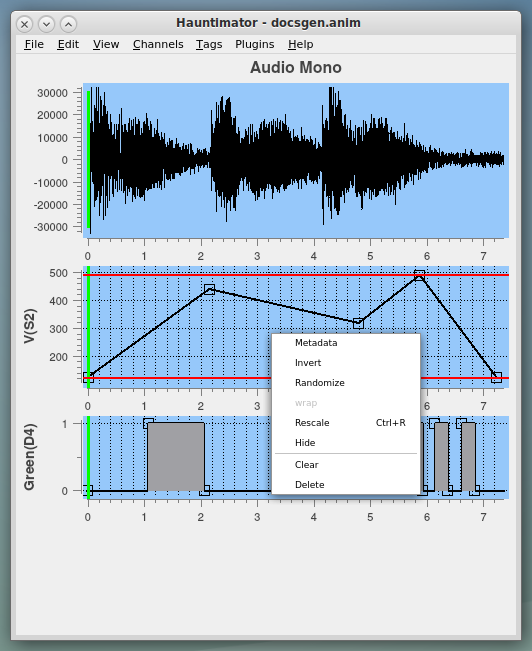 Hauntimator - docsgen.anim
File Edit View Channels Tags Plugins Help
Audio Mono
30000
20000
10000
0
-10000
-20000
-30000
0 1 2 3 4 5 6 7
V(S2)
500
400
300
200
0 1 2 6 7
Metadata
Invert
Randomize
wrap
Rescale Ctrl+R
Hide
Clear
Delete
Green(D4)
1
0
0 1 2 3 4 5 6 7